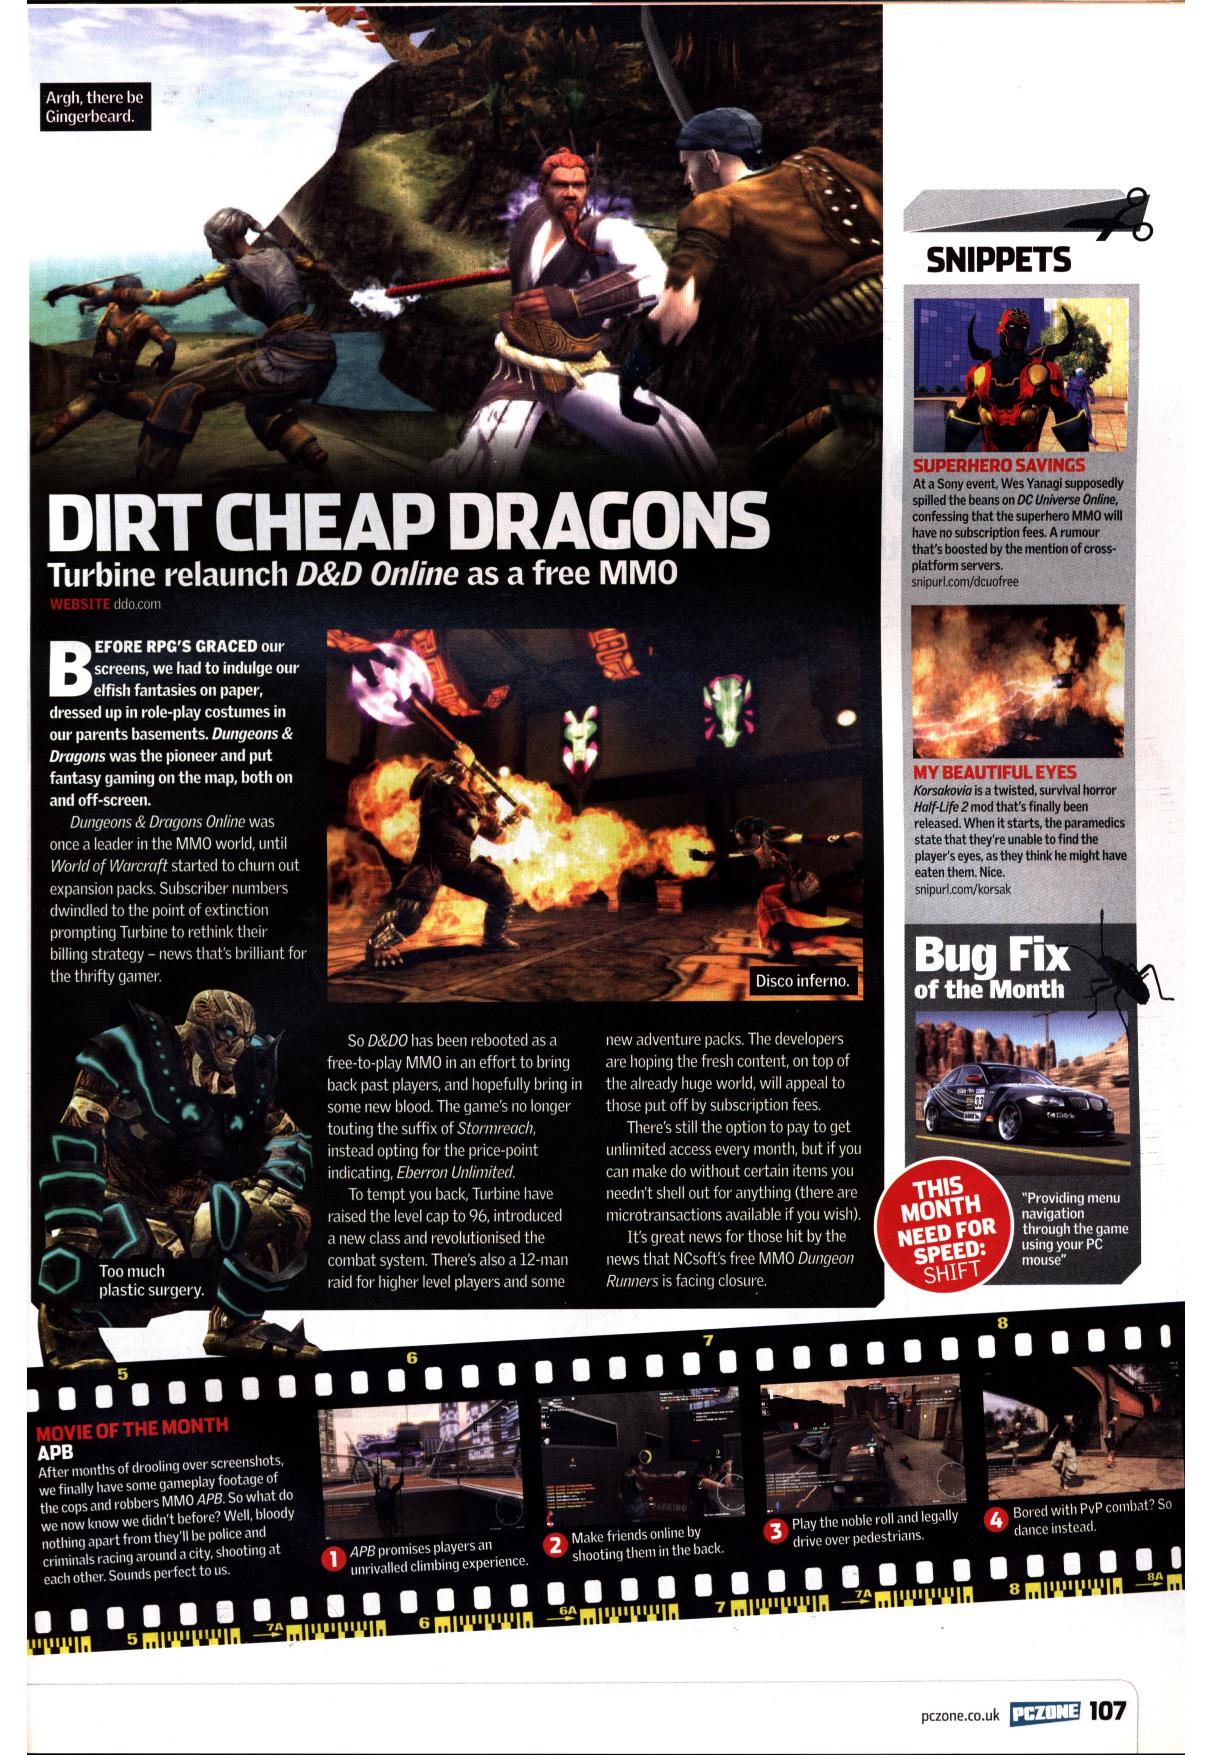 Argh, there be
Gingerbeard.
DIRT CHEAP DRAGONS
Turbine relaunch D&D Online as a free MMO
WEBSITE ddo.com
BEFORE RPG'S GRACED our
screens, we had to indulge our
elfish fantasies on paper,
dressed up in role-play costumes in
our parents basements. Dungeons &
Dragons was the pioneer and put
fantasy gaming on the map, both on
and off-screen.
Dungeons & Dragons Online was
once a leader in the MMO world, until
World of Warcraft started to churn out
expansion packs. Subscriber numbers
dwindled to the point of extinction
prompting Turbine to rethink their
billing strategy – news that's brilliant for
the thrifty gamer.
Too much
plastic surgery.
Disco inferno.
So D&DO has been rebooted as a
free-to-play MMO in an effort to bring
back past players, and hopefully bring in
some new blood. The game's no longer
touting the suffix of Stormreach,
instead opting for the price-point
indicating, Eberron Unlimited.
To tempt you back, Turbine have
raised the level cap to 96, introduced
a new class and revolutionised the
combat system. There's also a 12-man
raid for higher level players and some
new adventure packs. The developers
are hoping the fresh content, on top of
the already huge world, will appeal to
those put off by subscription fees.
There's still the option to pay to get
unlimited access every month, but if you
can make do without certain items you
needn't shell out for anything (there are
microtransactions available if you wish).
It's great news for those hit by the
news that NCsoft's free MMO Dungeon
Runners is facing closure.
SNIPPETS
SUPERHERO SAVINGS
At a Sony event, Wes Yanagi supposedly
spilled the beans on DC Universe Online,
confessing that the superhero MMO will
have no subscription fees. A rumour
that's boosted by the mention of cross-
platform servers.
snipurl.com/dcuofree
MY BEAUTIFUL EYES
Korsakovia is a twisted, survival horror
Half-Life 2 mod that's finally been
released. When it starts, the paramedics
state that they're unable to find the
player's eyes, as they think he might have
eaten them. Nice.
snipurl.com/korsak
Bug Fix
of the Month
THIS
MONTH
NEED FOR
SPEED:
SHIFT
"Providing menu
navigation
through the game
using your PC
mouse"
5
6
7
8
MOVIE OF THE MONTH
APB
After months of drooling over screenshots,
we finally have some gameplay footage of
the cops and robbers MMO APB. So what do
we now know we didn't before? Well, bloody
nothing apart from they'll be police and
criminals racing around a city, shooting at
each other. Sounds perfect to us.
1 APB promises players an
unrivalled climbing experience.
2 Make friends online by
shooting them in the back.
3 Play the noble roll and legally
drive over pedestrians.
4 Bored with PvP combat? So
dance instead.
5
7A
6
6A
7
7A
8
8A
pczone.co.uk PCZONE 107